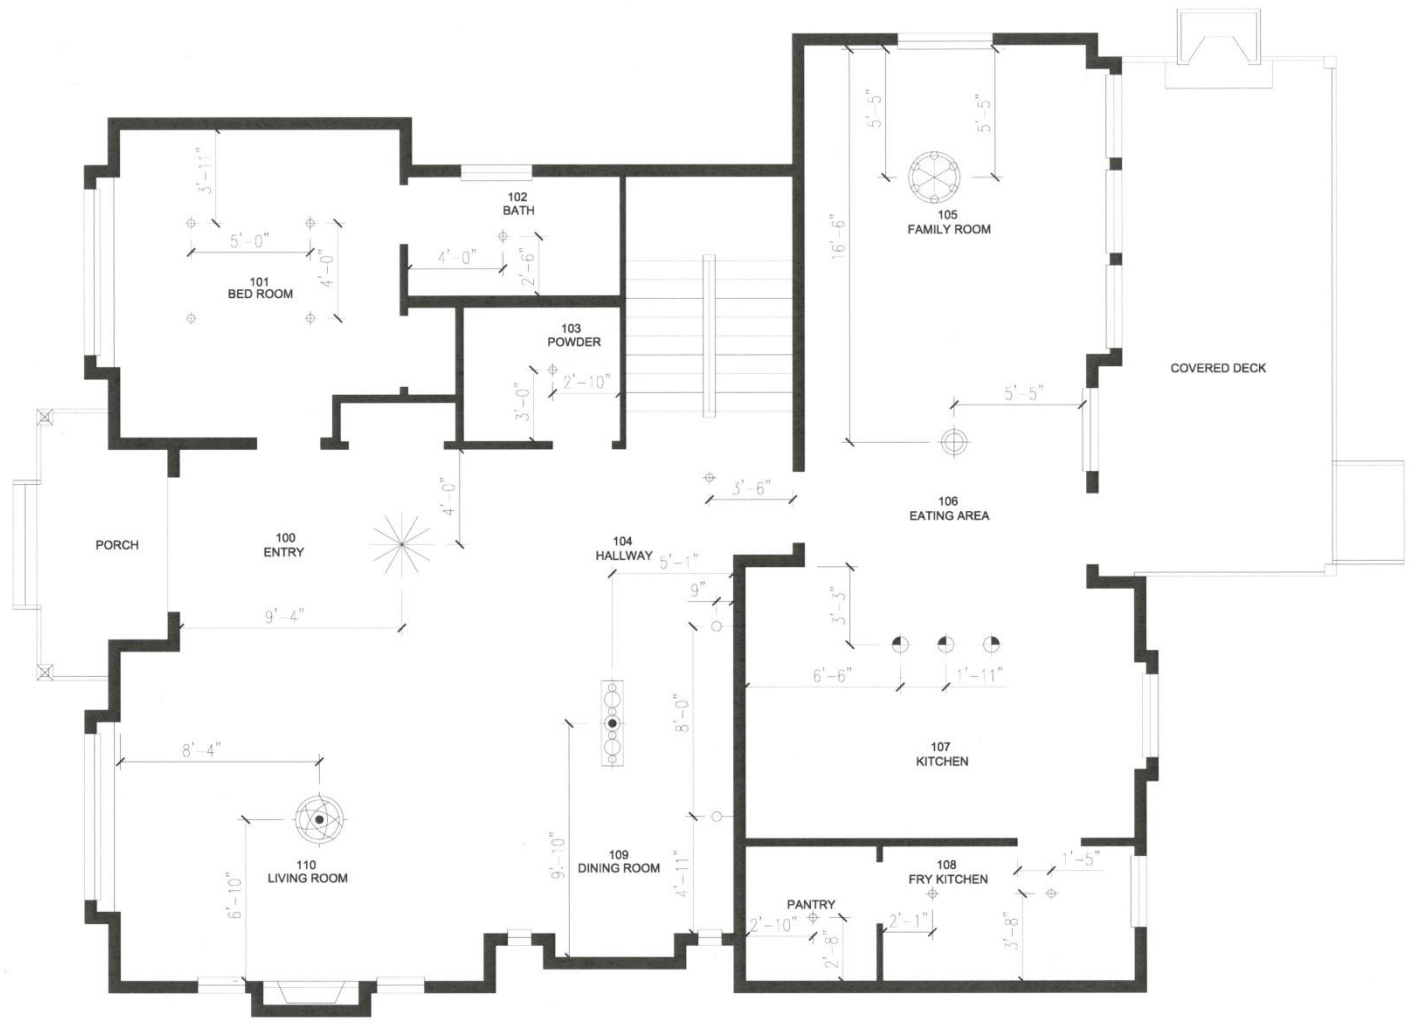 5'-5"
5'-5"
3'-11"
16'-6"
102
BATH
105
FAMILY ROOM
5'-0"
4'-0"
4'-0"
2'-6"
101
BED ROOM
103
POWDER
COVERED DECK
2'-10"
3'-0"
5'-5"
4'-0"
3'-6"
106
EATING AREA
PORCH
100
ENTRY
104
HALLWAY
5'-1"
9"
3'-3"
9'-4"
6'-6"
1'-11"
8'-0"
8'-4"
107
KITCHEN
110
LIVING ROOM
6'-10"
9'-10"
109
DINING ROOM
4'-11"
108
FRY KITCHEN
1'-5"
PANTRY
2'-10"
2'-8"
2'-1"
3'-8"